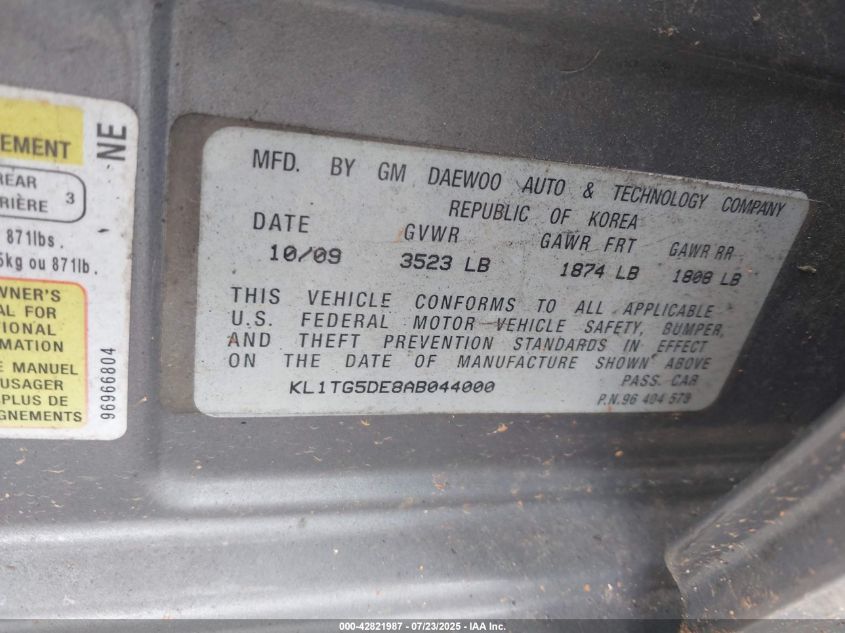 EMENT
NE
REAR
RIÈRE 3
871lbs.
5kg ou 871lb.
WNER'S
AL FOR
TIONAL
RMATION
E MANUEL
USAGER
PLUS DE
IGNEMENTS
96966804
MFD. BY GM DAEWOO AUTO & TECHNOLOGY COMPANY
REPUBLIC OF KOREA
DATE GVWR GAWR FRT GAWR RR
10/09 3523 LB 1874 LB 1808 LB
THIS VEHICLE CONFORMS TO ALL APPLICABLE
U.S. FEDERAL MOTOR VEHICLE SAFETY, BUMPER,
AND THEFT PREVENTION STANDARDS IN EFFECT
ON THE DATE OF MANUFACTURE SHOWN ABOVE
KL1TG5DE8AB044000 PASS. CAR
P.N. 96 404 579
000-42821987 - 07/23/2025 - IAA Inc.